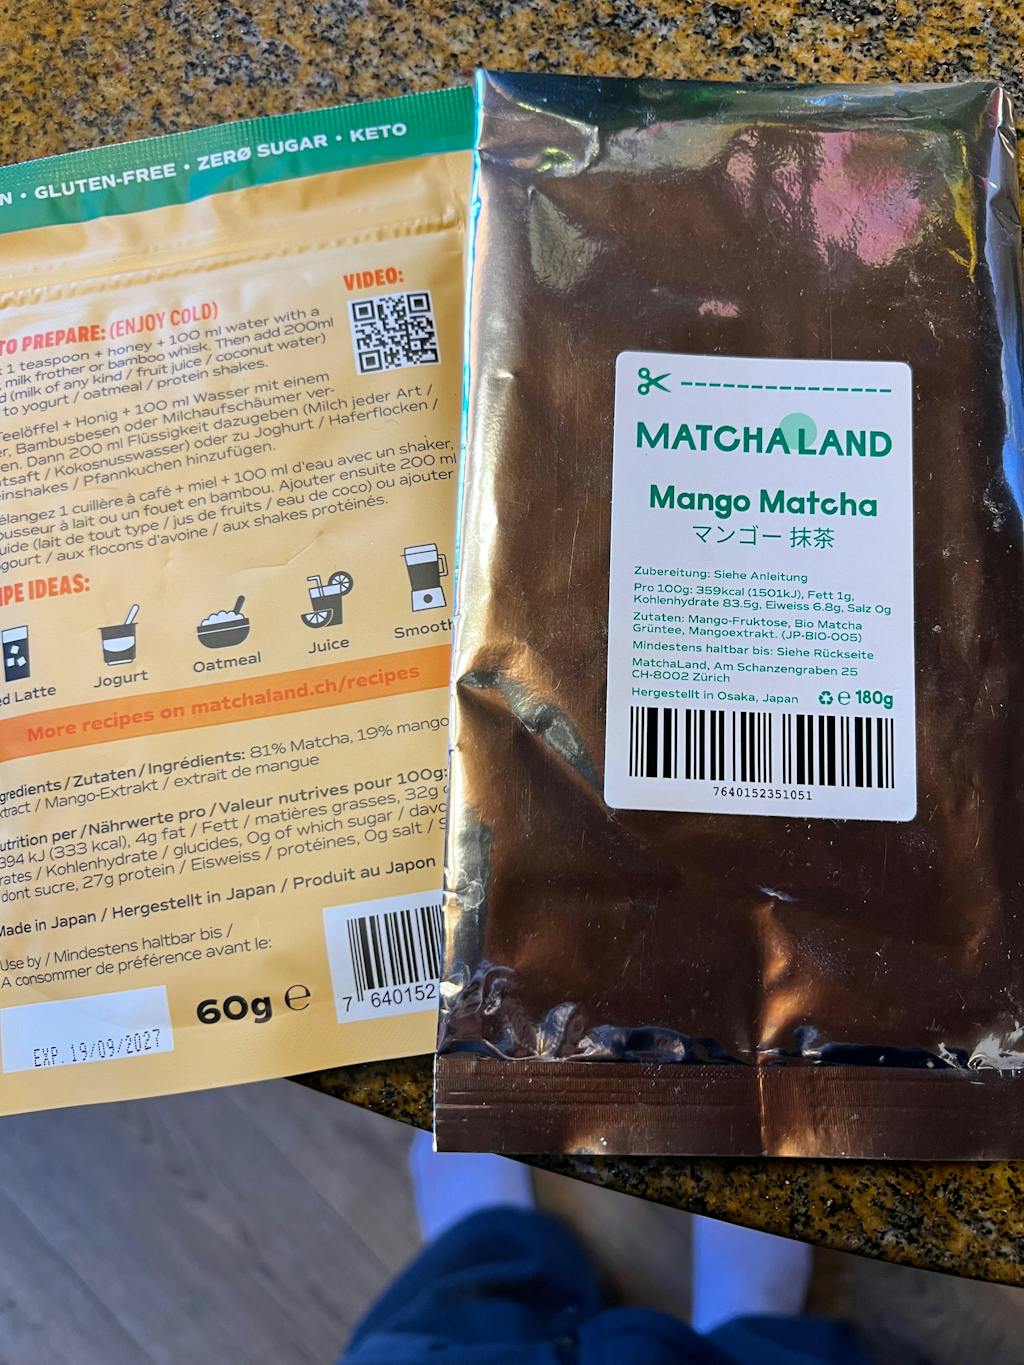 GLUTEN-FREE • ZERØ SUGAR • KETO
VIDEO:
TO PREPARE: (ENJOY COLD)
1 teaspoon + honey + 100 ml water with a
milk frother or bamboo whisk. Then add 200ml
(milk of any kind / fruit juice / coconut water)
to yogurt / oatmeal / protein shakes.
+ Honig + 100 ml Wasser mit einem
Bambusbesen oder Milchaufschäumer ver-
Dann 200 ml Flüssigkeit dazugeben (Milch jeder Art /
/ Kokosnusswasser) oder zu Joghurt / Haferflocken /
/ Pfannkuchen hinzufügen.
1 cuillère à café + miel + 100 ml d'eau avec un shaker,
à lait ou un fouet en bambou. Ajouter ensuite 200 ml
(lait de tout type / jus de fruits / eau de coco) ou ajouter
/ aux flocons d'avoine / aux shakes protéinés.
IDEAS:
Latte
Jogurt
Oatmeal
Juice
More recipes on matchaland.ch/recipes
/ Zutaten / Ingrédients: 81% Matcha, 19% mango
/ Mango-Extrakt / extrait de mangue
per / Nährwerte pro / Valeur nutrives pour 100g:
kJ (333 kcal), 4g fat / Fett / matières grasses, 32g
/ Kohlenhydrate / glucides, 0g of which sugar /
dont sucre, 27g protein / Eisweiss / protéines, 0g salt /
Made in Japan / Hergestellt in Japan / Produit au Japon
Use by / Mindestens haltbar bis /
A consommer de préférence avant le:
EXP. 19/09/2027
60g ℮
7 640152
MATCHALAND
Mango Matcha
マンゴー 抹茶
Zubereitung: Siehe Anleitung
Pro 100g: 359kcal (1501kJ), Fett 1g,
Kohlenhydrate 83.5g, Eiweiss 6.8g, Salz 0g
Zutaten: Mango-Fruktose, Bio Matcha
Grüntee, Mangoextrakt. (JP-BIO-005)
Mindestens haltbar bis: Siehe Rückseite
MatchaLand, Am Schanzengraben 25
CH-8002 Zürich
Hergestellt in Osaka, Japan ℮ 180g
7640152351051